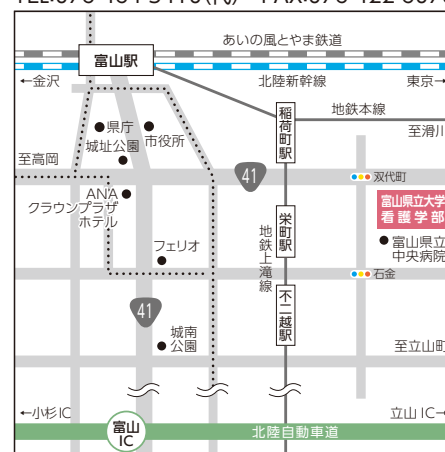 あいの風とやま鉄道
富山駅
←金沢
北陸新幹線
東京→
地鉄本線
至滑川
稲荷町駅
県庁
市役所
城址公園
至高岡
41
双代町
ANA
クラウンプラザ
ホテル
富山県立大学
看護学部
栄町駅
地鉄上滝線
富山県立
中央病院
フェリオ
石金
不二越駅
41
城南
公園
至立山町
←小杉IC
立山IC→
富山
IC
北陸自動車道